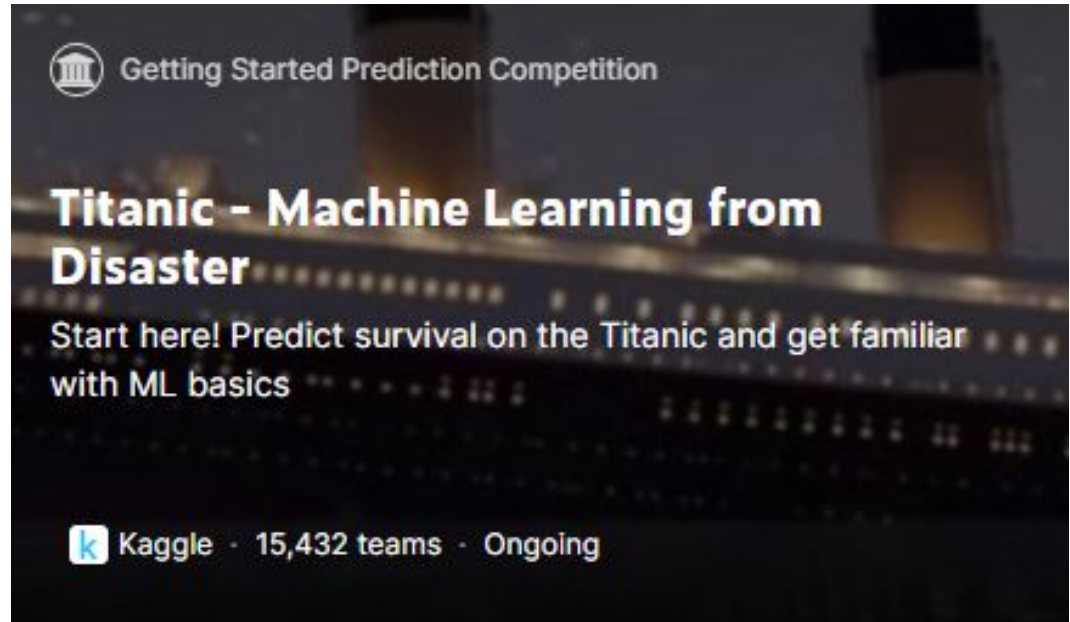 Getting Started Prediction Competition
Titanic - Machine Learning from
Disaster
Start here! Predict survival on the Titanic and get familiar
with ML basics
k Kaggle · 15,432 teams · Ongoing